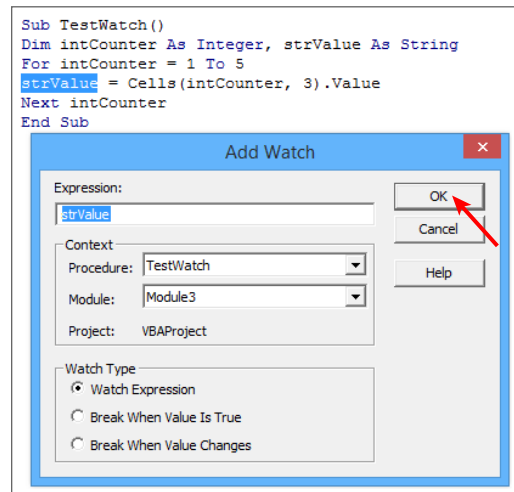 Sub TestWatch()
Dim intCounter As Integer, strValue As String
For intCounter = 1 To 5
strValue = Cells(intCounter, 3).Value
Next intCounter
End Sub
Add Watch
Expression:
strValue
OK
Cancel
Help
Context
Procedure: TestWatch
Module: Module3
Project: VBAProject
Watch Type
Watch Expression
Break When Value Is True
Break When Value Changes